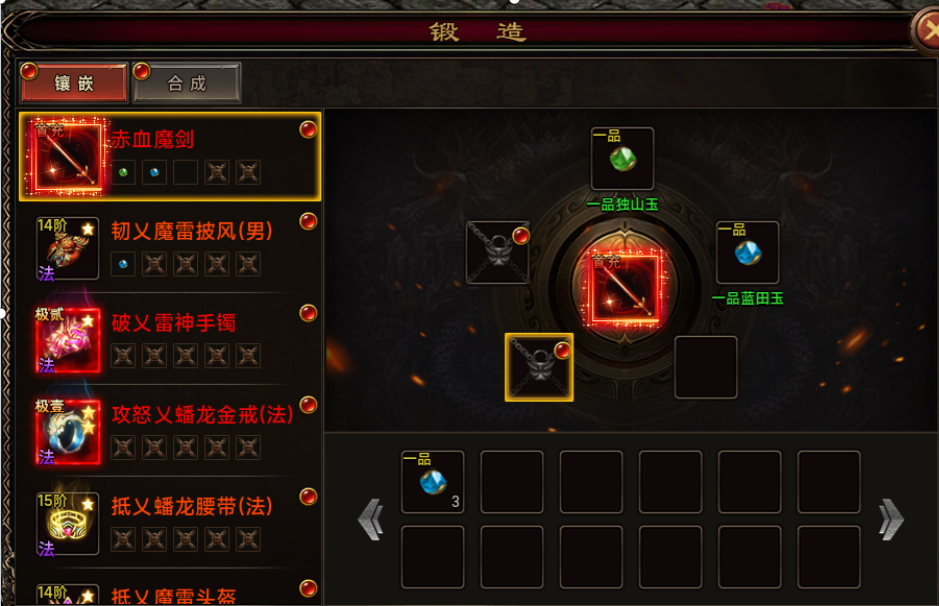 锻造
镶嵌
合成
首充
赤血魔剑
14阶
韧乂魔雷披风(男)
法
极贰
破乂雷神手镯
法
极壹
攻怒乂蟠龙金戒(法)
法
15阶
抵乂蟠龙腰带(法)
法
14阶
抵乂魔雷头盔
一品
一品独山玉
一品
一品蓝田玉
首充
一品
3